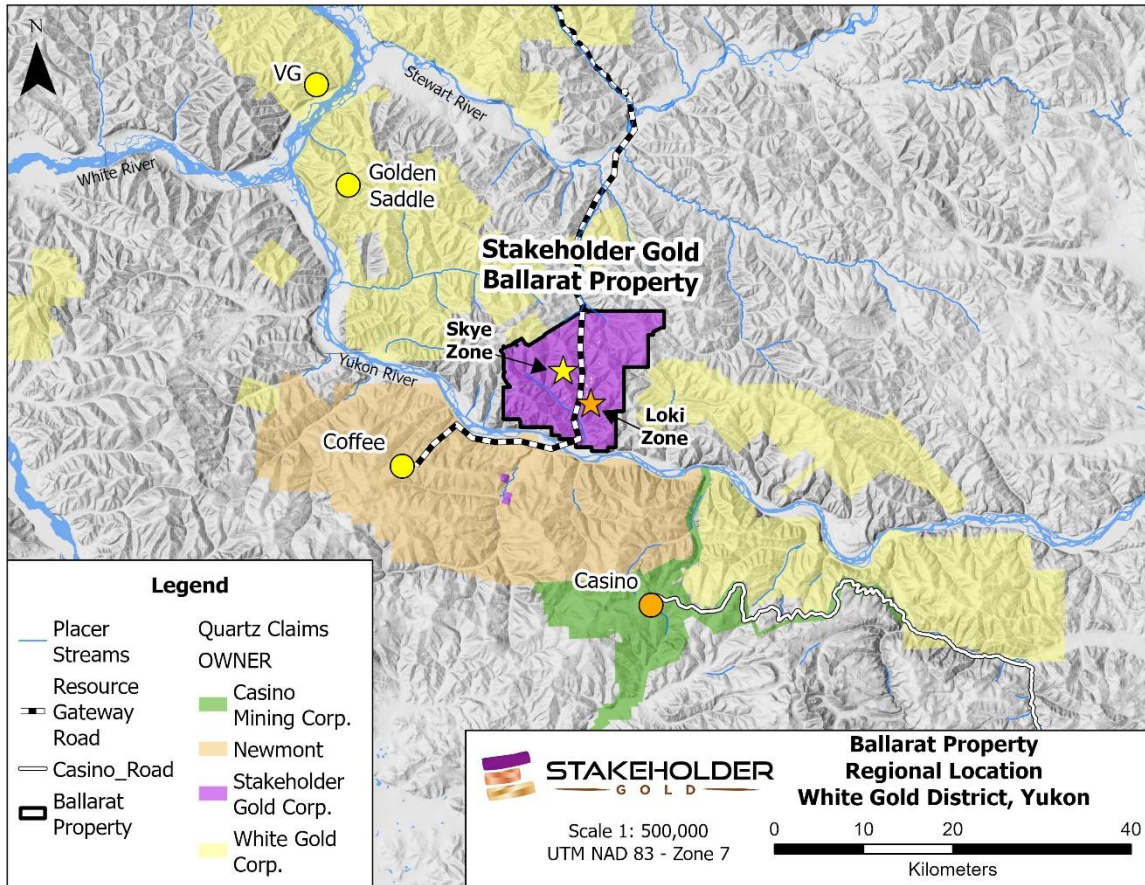 N
VG
Stewart River
White River
Golden
Saddle
Stakeholder Gold
Ballarat Property
Skye
Zone
Yukon River
Loki
Zone
Coffee
Casino
Legend
Placer
Streams
Resource
Gateway
Road
Casino_Road
Ballarat
Property
Quartz Claims
OWNER
Casino
Mining Corp.
Newmont
Stakeholder
Gold Corp.
White Gold
Corp.
STAKEHOLDER
GOLD
Scale 1: 500,000
UTM NAD 83 - Zone 7
Ballarat Property
Regional Location
White Gold District, Yukon
0 10 20 40
Kilometers